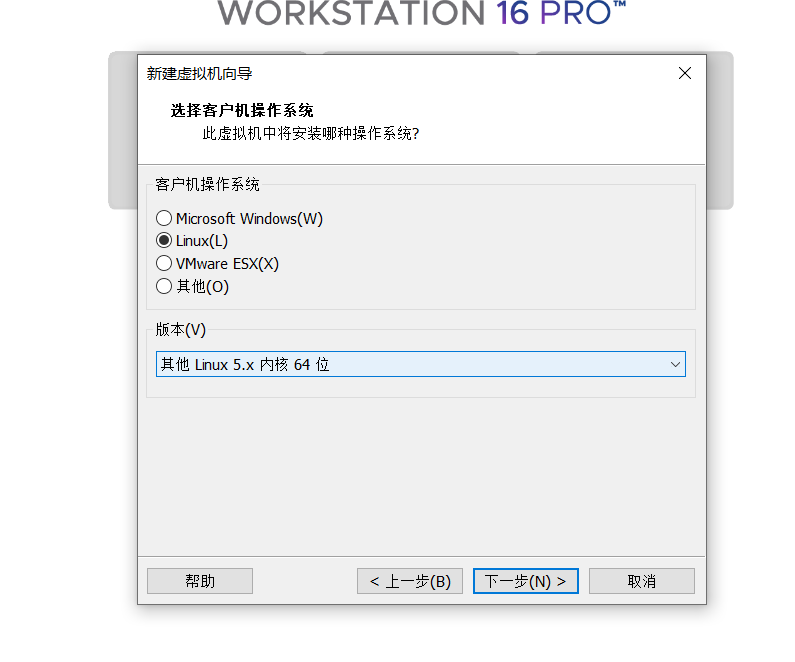 WORKSTATION 16 PRO™
新建虚拟机向导
选择客户机操作系统
此虚拟机中将安装哪种操作系统?
客户机操作系统
Microsoft Windows(W)
Linux(L)
VMware ESX(X)
其他(O)
版本(V)
其他 Linux 5.x 内核 64 位
帮助
< 上一步(B)
下一步(N) >
取消